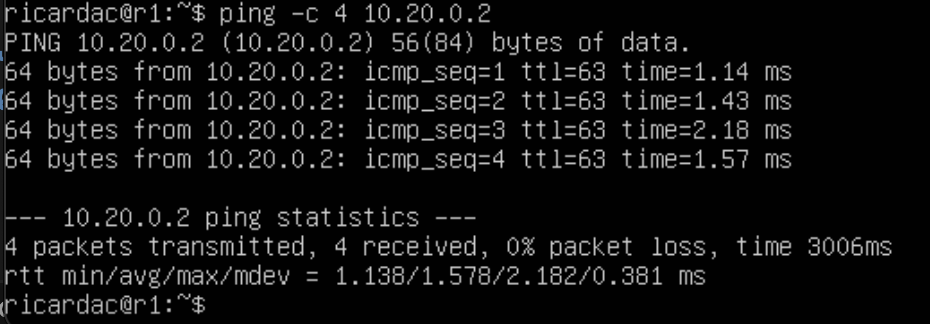 ricardac@r1:~$ ping -c 4 10.20.0.2
PING 10.20.0.2 (10.20.0.2) 56(84) bytes of data.
64 bytes from 10.20.0.2: icmp_seq=1 ttl=63 time=1.14 ms
64 bytes from 10.20.0.2: icmp_seq=2 ttl=63 time=1.43 ms
64 bytes from 10.20.0.2: icmp_seq=3 ttl=63 time=2.18 ms
64 bytes from 10.20.0.2: icmp_seq=4 ttl=63 time=1.57 ms

--- 10.20.0.2 ping statistics ---
4 packets transmitted, 4 received, 0% packet loss, time 3006ms
rtt min/avg/max/mdev = 1.138/1.578/2.182/0.381 ms
ricardac@r1:~$